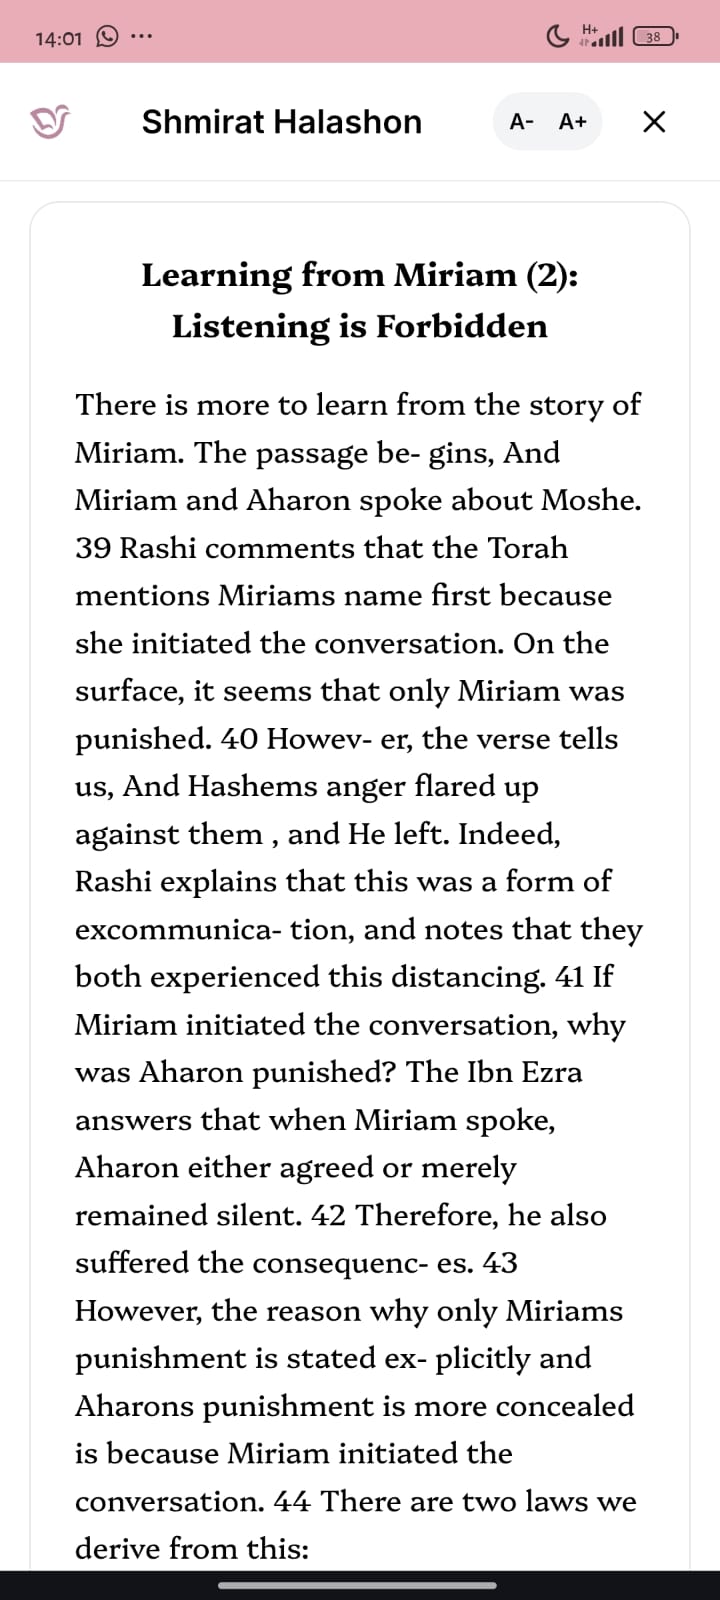 14:01
H+
38
Shmirat Halashon
A- A+
Learning from Miriam (2):
Listening is Forbidden
There is more to learn from the story of
Miriam. The passage be- gins, And
Miriam and Aharon spoke about Moshe.
39 Rashi comments that the Torah
mentions Miriams name first because
she initiated the conversation. On the
surface, it seems that only Miriam was
punished. 40 Howev- er, the verse tells
us, And Hashems anger flared up
against them , and He left. Indeed,
Rashi explains that this was a form of
excommunica- tion, and notes that they
both experienced this distancing. 41 If
Miriam initiated the conversation, why
was Aharon punished? The Ibn Ezra
answers that when Miriam spoke,
Aharon either agreed or merely
remained silent. 42 Therefore, he also
suffered the consequenc- es. 43
However, the reason why only Miriams
punishment is stated ex- plicitly and
Aharons punishment is more concealed
is because Miriam initiated the
conversation. 44 There are two laws we
derive from this: